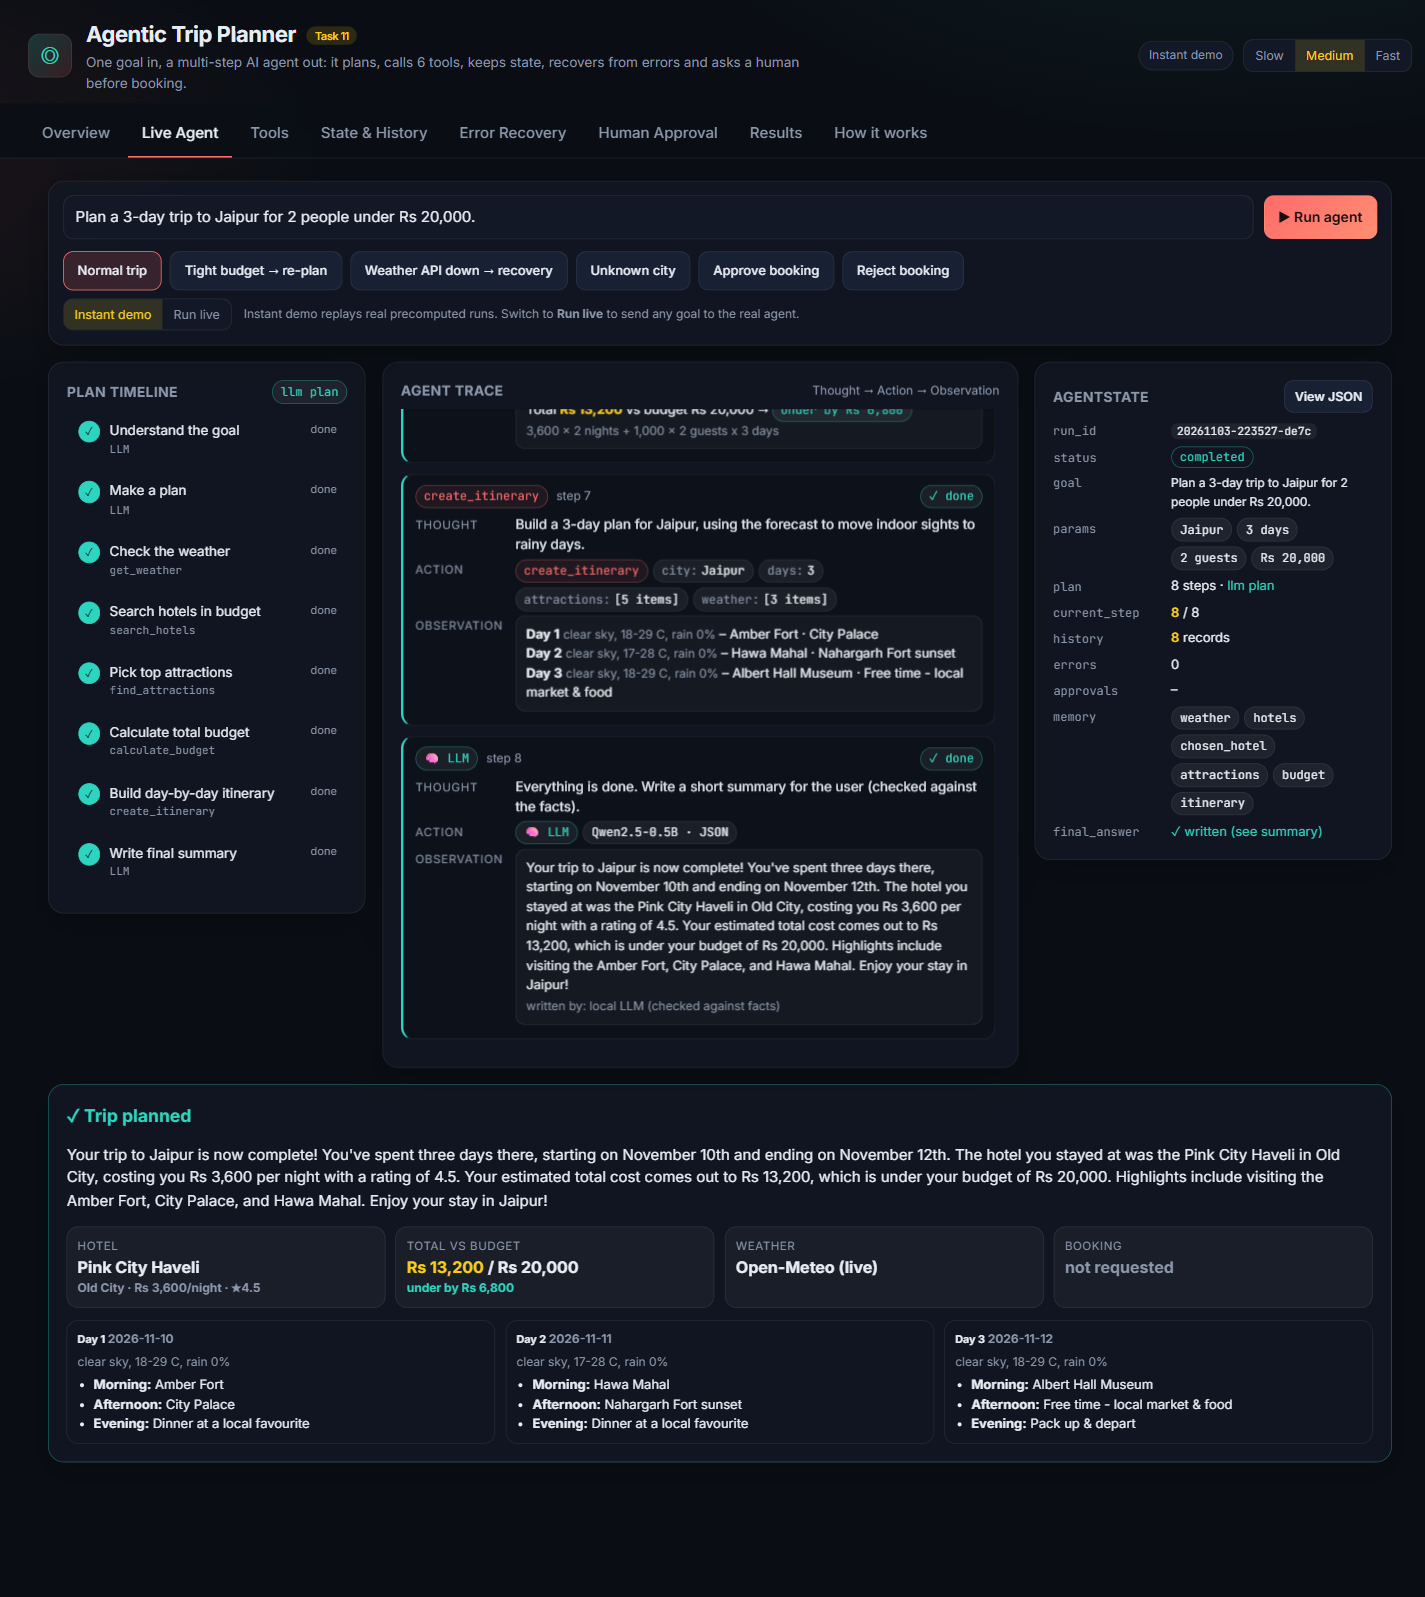 Agentic Trip Planner Task 11
One goal in, a multi-step AI agent out: it plans, calls 6 tools, keeps state, recovers from errors and asks a human
before booking.
Instant demo Slow Medium Fast
Overview Live Agent Tools State & History Error Recovery Human Approval Results How it works
Plan a 3-day trip to Jaipur for 2 people under Rs 20,000.
▶ Run agent
Normal trip Tight budget → re-plan Weather API down → recovery Unknown city Approve booking Reject booking
Instant demo Run live Instant demo replays real precomputed runs. Switch to Run live to send any goal to the real agent.
PLAN TIMELINE llm plan
✓ Understand the goal done
LLM
✓ Make a plan done
LLM
✓ Check the weather done
get_weather
✓ Search hotels in budget done
search_hotels
✓ Pick top attractions done
find_attractions
✓ Calculate total budget done
calculate_budget
✓ Build day-by-day itinerary done
create_itinerary
✓ Write final summary done
LLM
AGENT TRACE Thought → Action → Observation
Total Rs 13,200 vs budget Rs 20,000 → under by Rs 6,800
3,600 × 2 nights + 1,000 × 2 guests x 3 days
create_itinerary step 7 ✓ done
THOUGHT Build a 3-day plan for Jaipur, using the forecast to move indoor sights to
rainy days.
ACTION create_itinerary city: Jaipur days: 3
attractions: [5 items] weather: [3 items]
OBSERVATION
Day 1 clear sky, 18-29 C, rain 0% – Amber Fort · City Palace
Day 2 clear sky, 17-28 C, rain 0% – Hawa Mahal · Nahargarh Fort sunset
Day 3 clear sky, 18-29 C, rain 0% – Albert Hall Museum · Free time - local
market & food
🧠 LLM step 8 ✓ done
THOUGHT Everything is done. Write a short summary for the user (checked against
the facts).
ACTION 🧠 LLM Qwen2.5-0.5B · JSON
OBSERVATION
Your trip to Jaipur is now complete! You've spent three days there,
starting on November 10th and ending on November 12th. The hotel you
stayed at was the Pink City Haveli in Old City, costing you Rs 3,600 per
night with a rating of 4.5. Your estimated total cost comes out to Rs
13,200, which is under your budget of Rs 20,000. Highlights include
visiting the Amber Fort, City Palace, and Hawa Mahal. Enjoy your stay in
Jaipur!
written by: local LLM (checked against facts)
AGENTSTATE View JSON
run_id 20261103-223527-de7c
status completed
goal Plan a 3-day trip to Jaipur for 2
people under Rs 20,000.
params Jaipur 3 days
2 guests Rs 20,000
plan 8 steps · llm plan
current_step 8 / 8
history 8 records
errors 0
approvals –
memory weather hotels
chosen_hotel
attractions budget
itinerary
final_answer ✓ written (see summary)
✓ Trip planned
Your trip to Jaipur is now complete! You've spent three days there, starting on November 10th and ending on November 12th. The hotel you stayed at was the Pink City Haveli in Old
City, costing you Rs 3,600 per night with a rating of 4.5. Your estimated total cost comes out to Rs 13,200, which is under your budget of Rs 20,000. Highlights include visiting the
Amber Fort, City Palace, and Hawa Mahal. Enjoy your stay in Jaipur!
HOTEL
Pink City Haveli
Old City · Rs 3,600/night · ★4.5
TOTAL VS BUDGET
Rs 13,200 / Rs 20,000
under by Rs 6,800
WEATHER
Open-Meteo (live)
BOOKING
not requested
Day 1 2026-11-10
clear sky, 18-29 C, rain 0%
• Morning: Amber Fort
• Afternoon: City Palace
• Evening: Dinner at a local favourite
Day 2 2026-11-11
clear sky, 17-28 C, rain 0%
• Morning: Hawa Mahal
• Afternoon: Nahargarh Fort sunset
• Evening: Dinner at a local favourite
Day 3 2026-11-12
clear sky, 18-29 C, rain 0%
• Morning: Albert Hall Museum
• Afternoon: Free time - local market & food
• Evening: Pack up & depart